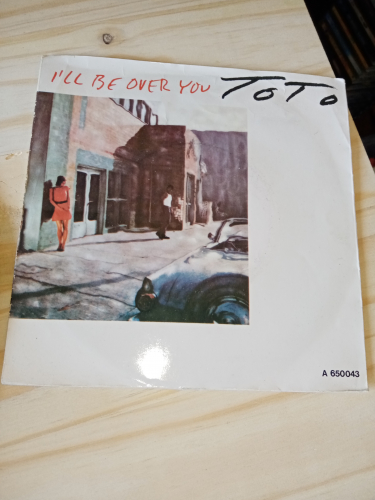 I'LL BE OVER YOU TOTO
A 650043